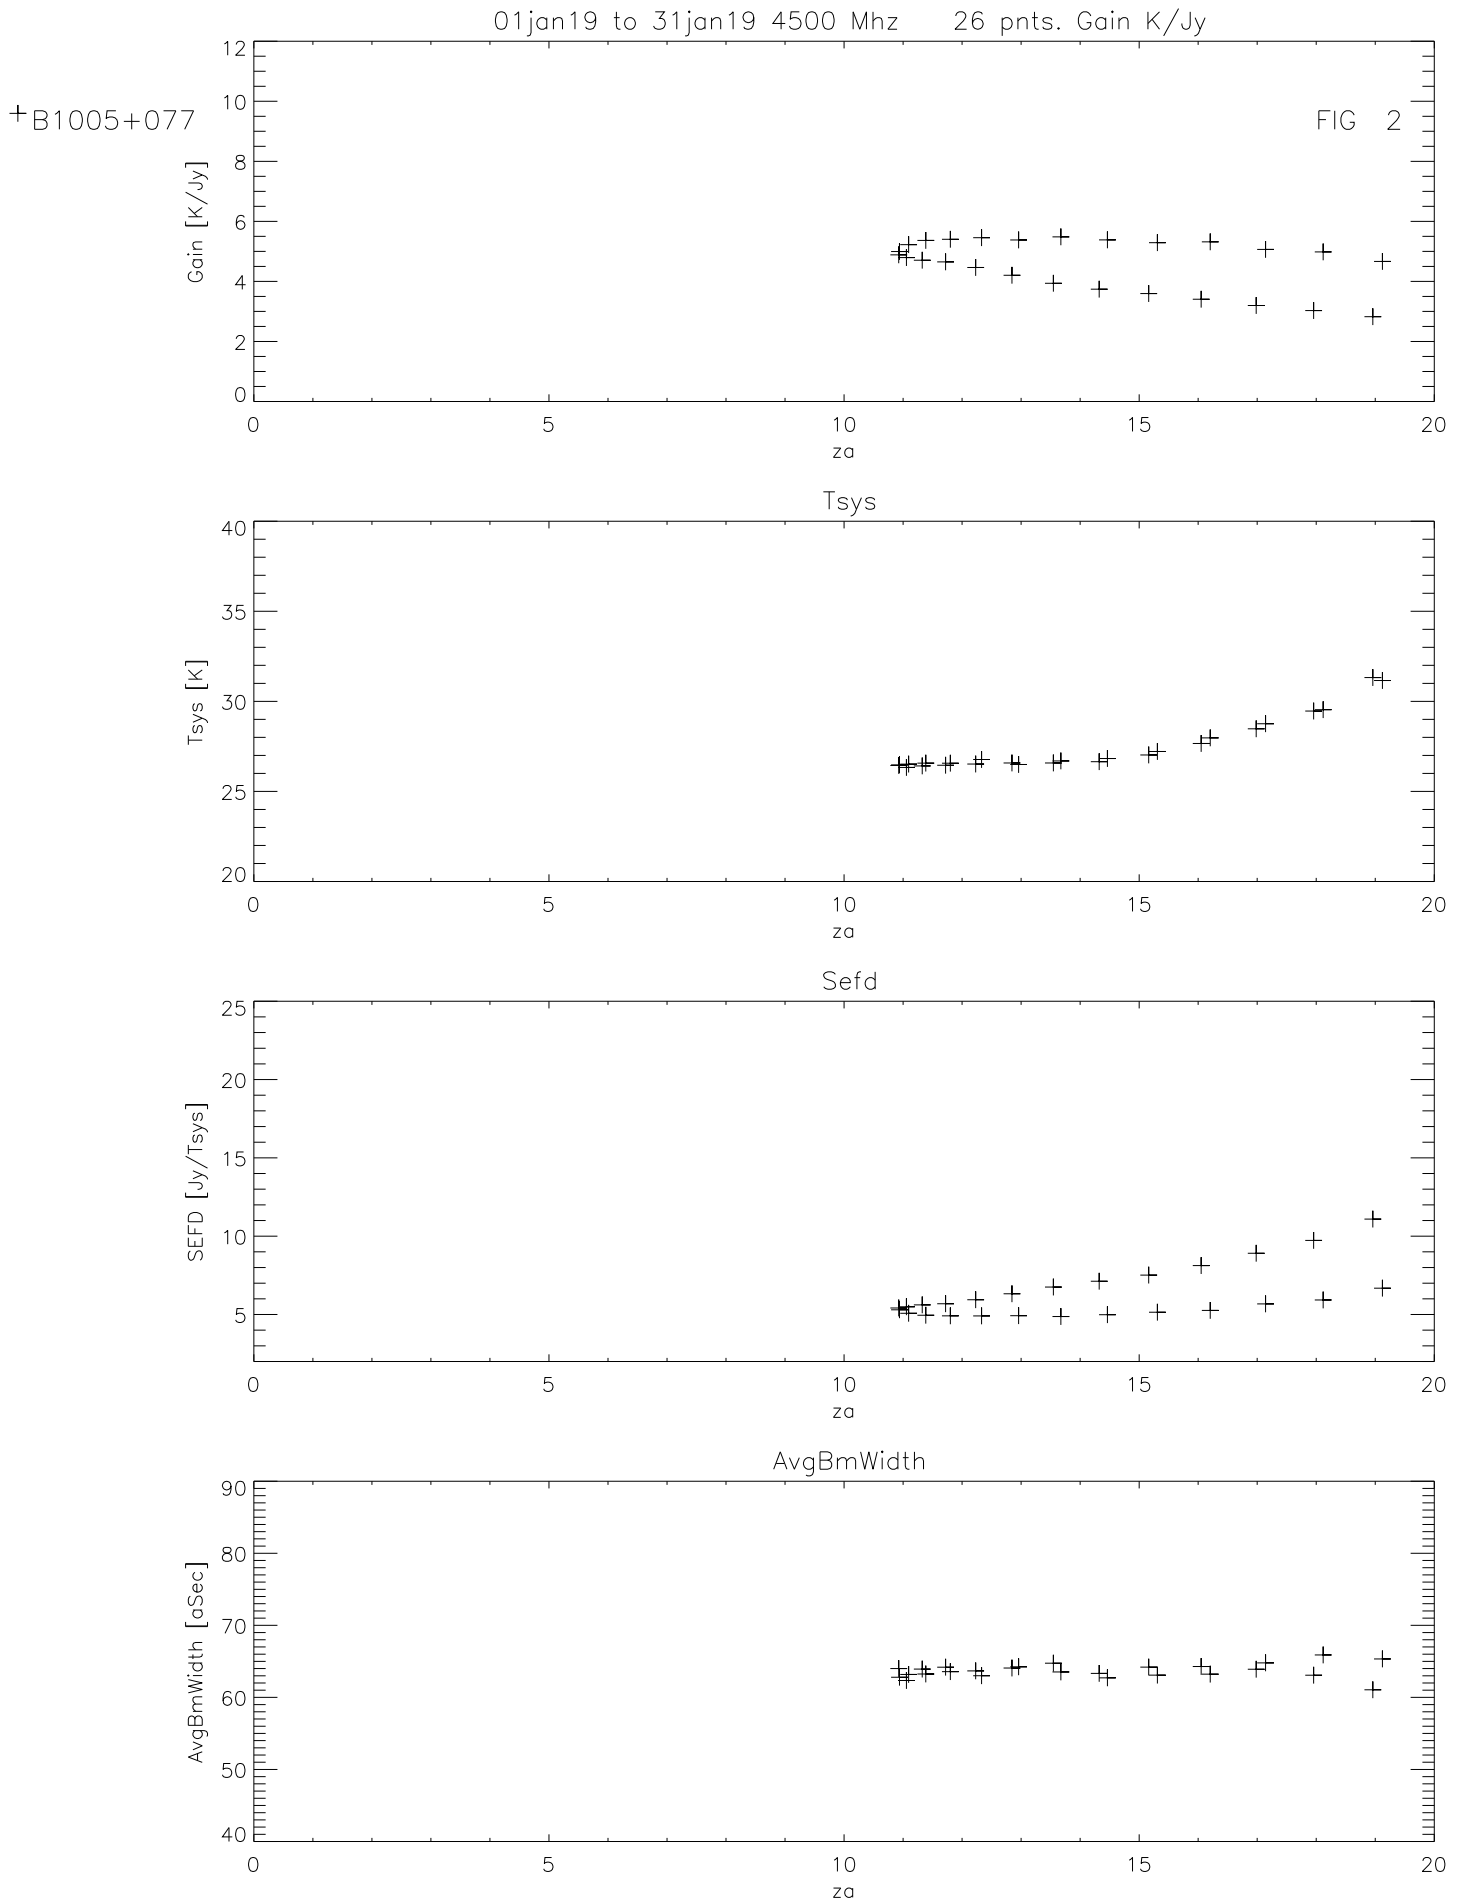 01jan19 to 31jan19 4500 Mhz 26 pnts. Gain K/Jy
+B1005+077
FIG 2
Gain [K/Jy]
12
10
8
6
4
2
0
0 5 10 15 20
za
Tsys
Tsys [K]
40
35
30
25
20
0 5 10 15 20
za
Sefd
SEFD [Jy/Tsys]
25
20
15
10
5
0 5 10 15 20
za
AvgBmWidth
AvgBmWidth [aSec]
90
80
70
60
50
40
0 5 10 15 20
za